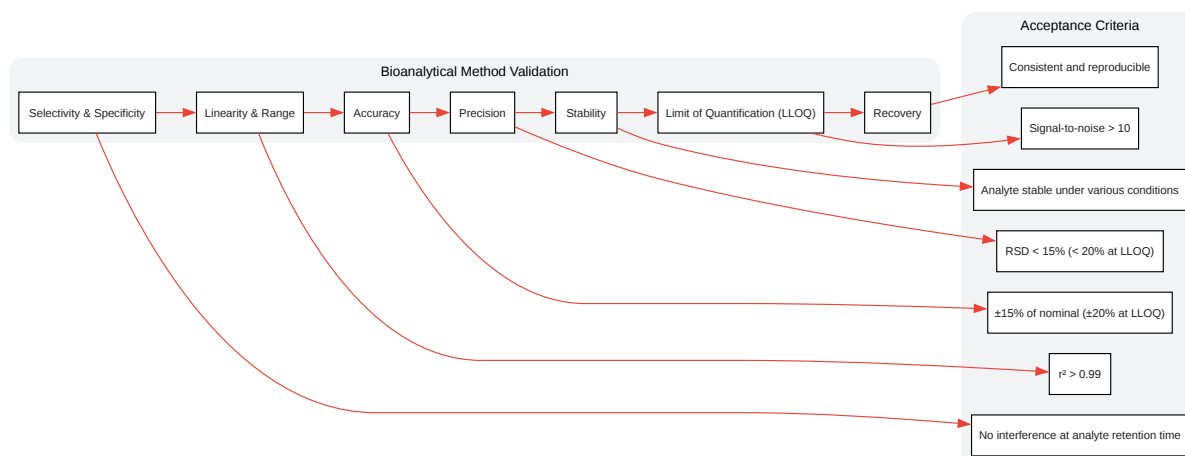 Acceptance Criteria
Bioanalytical Method Validation
Consistent and reproducible
Selectivity & Specificity
Linearity & Range
Accuracy
Precision
Stability
Limit of Quantification (LLOQ)
Recovery
Signal-to-noise > 10
Analyte stable under various conditions
RSD < 15% (< 20% at LLOQ)
±15% of nominal (±20% at LLOQ)
r² > 0.99
No interference at analyte retention time